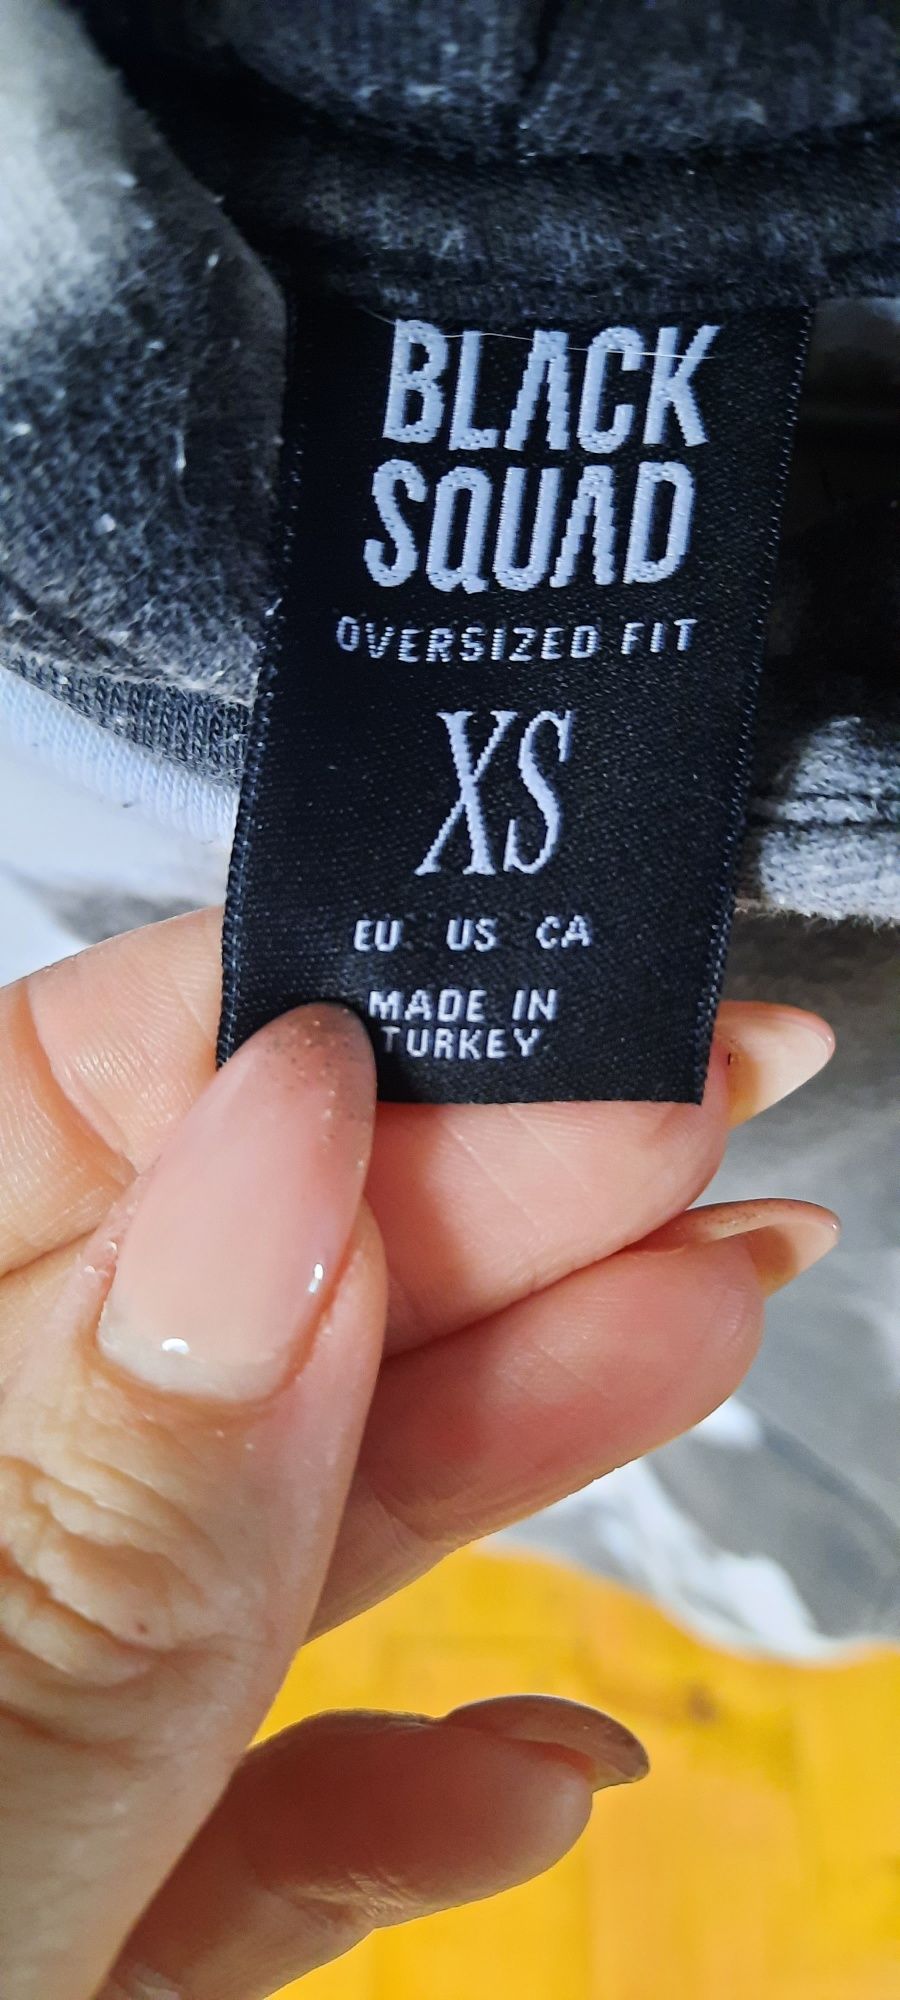 BLACK
SQUAD
OVERSIZED FIT
XS
EU US CA
MADE IN
TURKEY